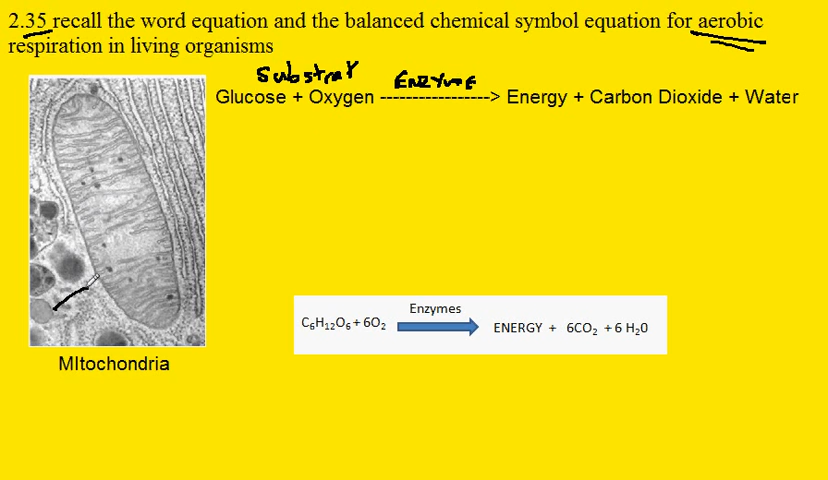 2.35 recall the word equation and the balanced chemical symbol equation for aerobic
respiration in living organisms
Substrat Enzyme
Glucose + Oxygen -----------------> Energy + Carbon Dioxide + Water
Enzymes
C₆H₁₂O₆ + 6O₂ ENERGY + 6CO₂ + 6 H₂0
MItochondria